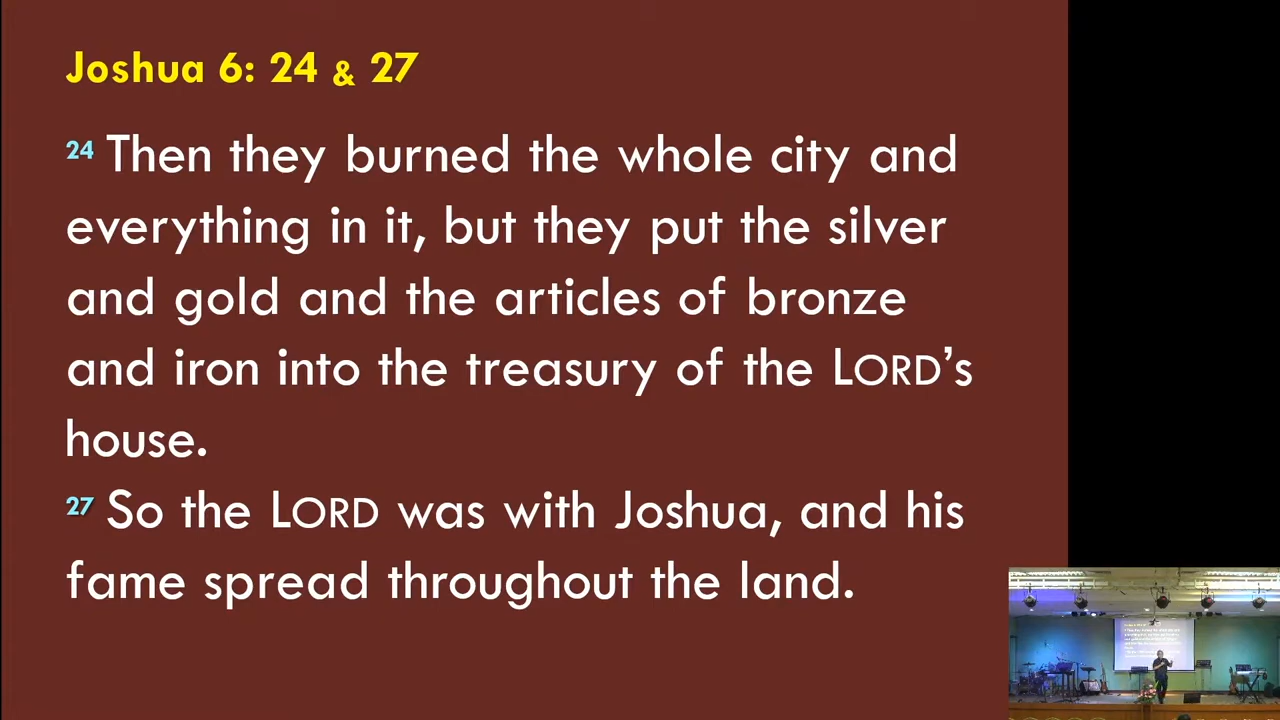 Joshua 6: 24 & 27
24 Then they burned the whole city and
everything in it, but they put the silver
and gold and the articles of bronze
and iron into the treasury of the LORD’s
house.
27 So the LORD was with Joshua, and his
fame spread throughout the land.